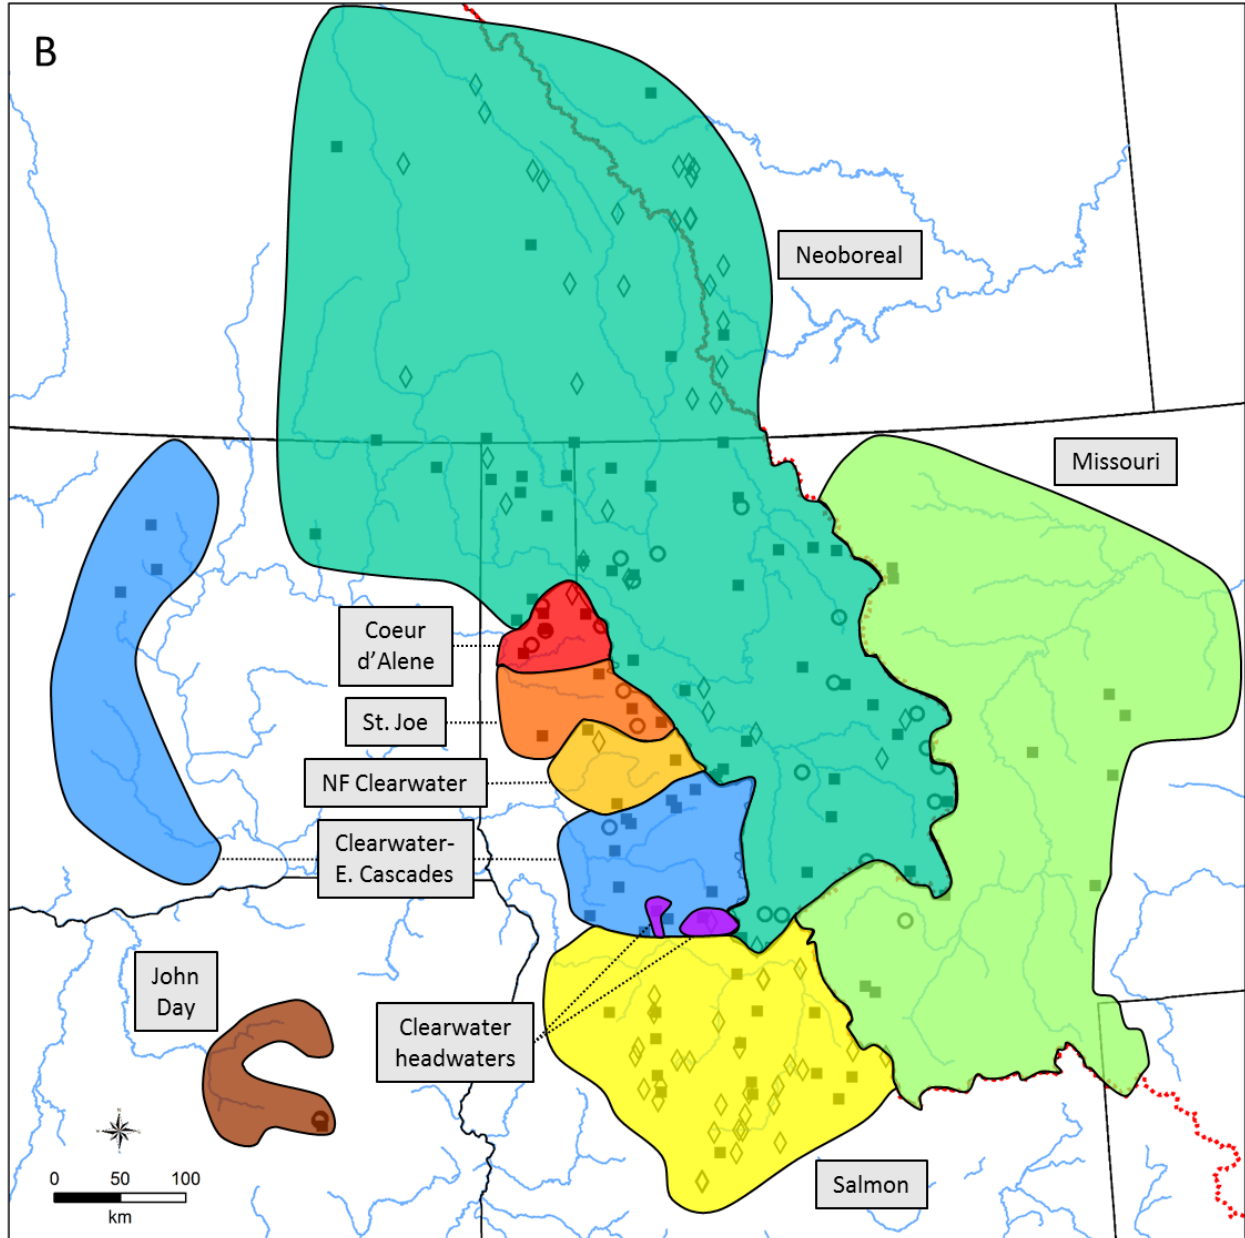 B
Neoboreal
Missouri
Coeur
d’Alene
St. Joe
NF Clearwater
Clearwater-
E. Cascades
John
Day
Clearwater
headwaters
Salmon
0 50 100
km